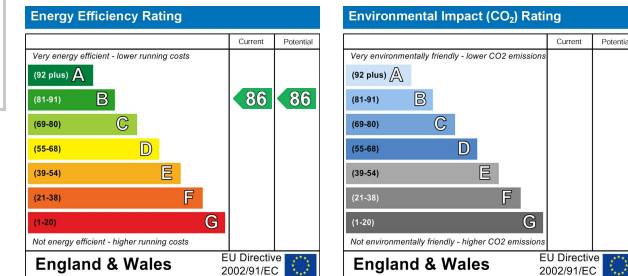 Energy Efficiency Rating
Current Potential
Very energy efficient - lower running costs
(92 plus) A
(81-91) B 86 86
(69-80) C
(55-68) D
(39-54) E
(21-38) F
(1-20) G
Not energy efficient - higher running costs
England & Wales EU Directive 2002/91/EC
Environmental Impact (CO₂) Rating
Current Potentia
Very environmentally friendly - lower CO2 emissions
(92 plus) A
(81-91) B
(69-80) C
(55-68) D
(39-54) E
(21-38) F
(1-20) G
Not environmentally friendly - higher CO2 emissions
England & Wales EU Directive 2002/91/EC